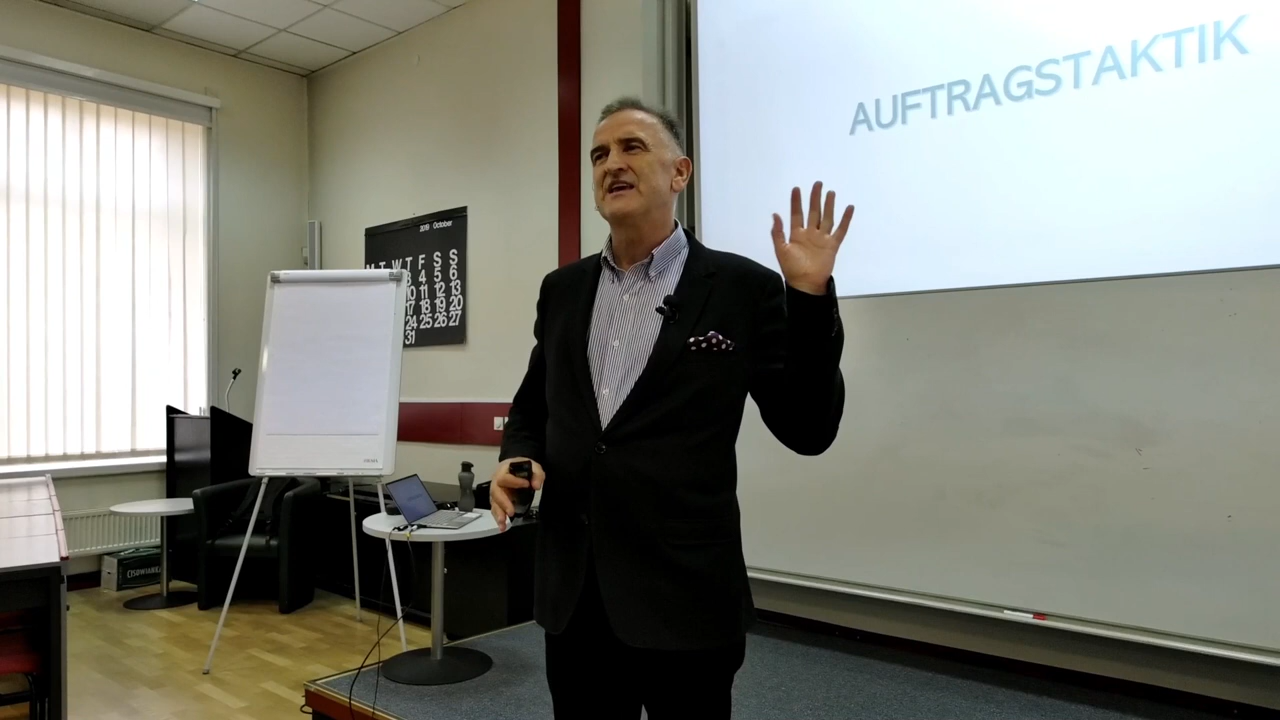 AUFTRAGSTAKTIK
2019 October
M T W T F S S
3 4 5 6
10 11 12 13
17 18 19 20
24 25 26 27
31
CISOWIANKA